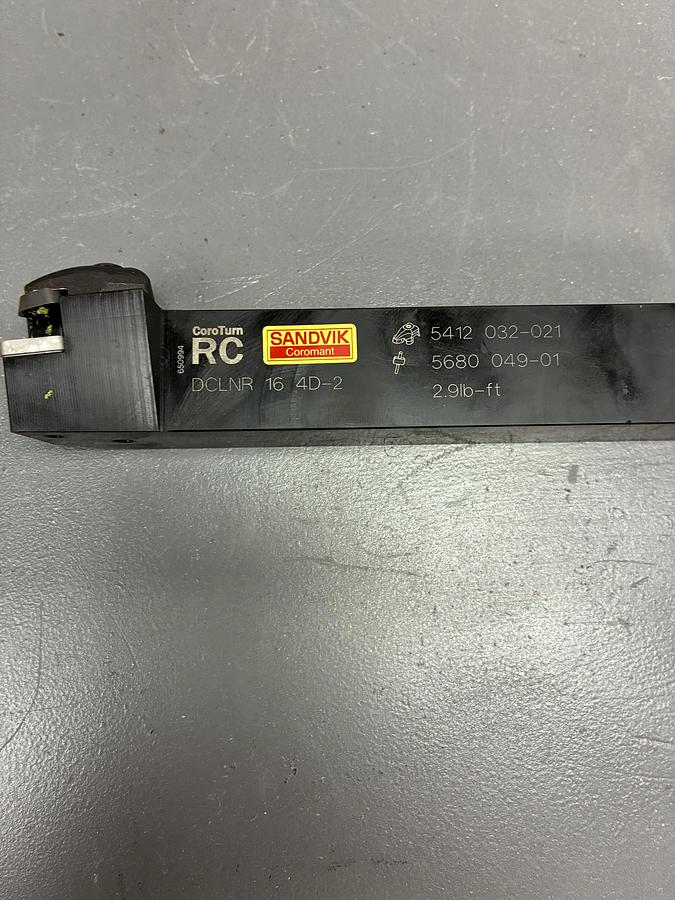 CoroTurn
RC
650994
DCLNR 16 4D-2
SANDVIK
Coromant
5412 032-021
5680 049-01
2.9lb-ft